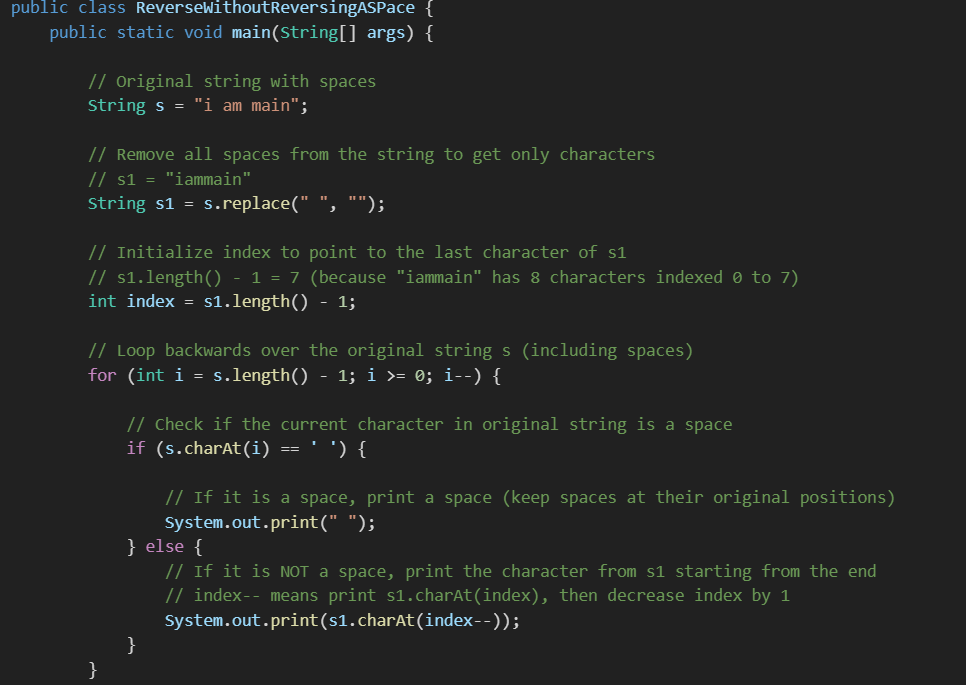 public class ReverseWithoutReversingASPace {
public static void main(String[] args) {
// Original string with spaces
String s = "i am main";
// Remove all spaces from the string to get only characters
// s1 = "iammain"
String s1 = s.replace(" ", "");
// Initialize index to point to the last character of s1
// s1.length() - 1 = 7 (because "iammain" has 8 characters indexed 0 to 7)
int index = s1.length() - 1;
// Loop backwards over the original string s (including spaces)
for (int i = s.length() - 1; i >= 0; i--) {
// Check if the current character in original string is a space
if (s.charAt(i) == ' ') {
// If it is a space, print a space (keep spaces at their original positions)
System.out.print(" ");
} else {
// If it is NOT a space, print the character from s1 starting from the end
// index-- means print s1.charAt(index), then decrease index by 1
System.out.print(s1.charAt(index--));
}
}